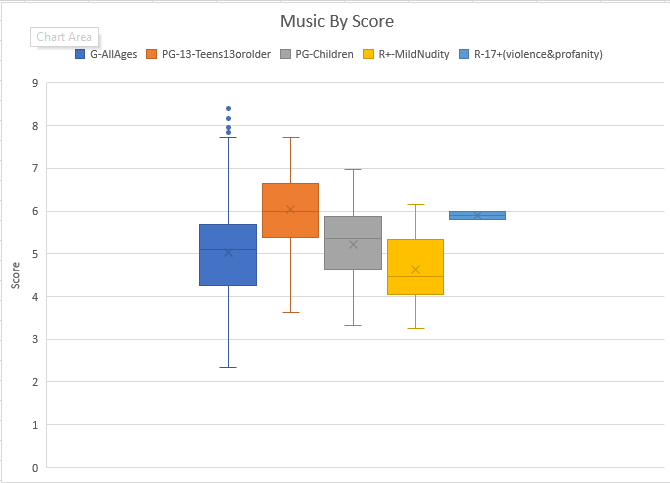 Music By Score
Chart Area
G-AllAges PG-13-Teens13orolder PG-Children R+-MildNudity R-17+(violence&profanity)
9
8
7
6
5
4
3
2
1
0
Score